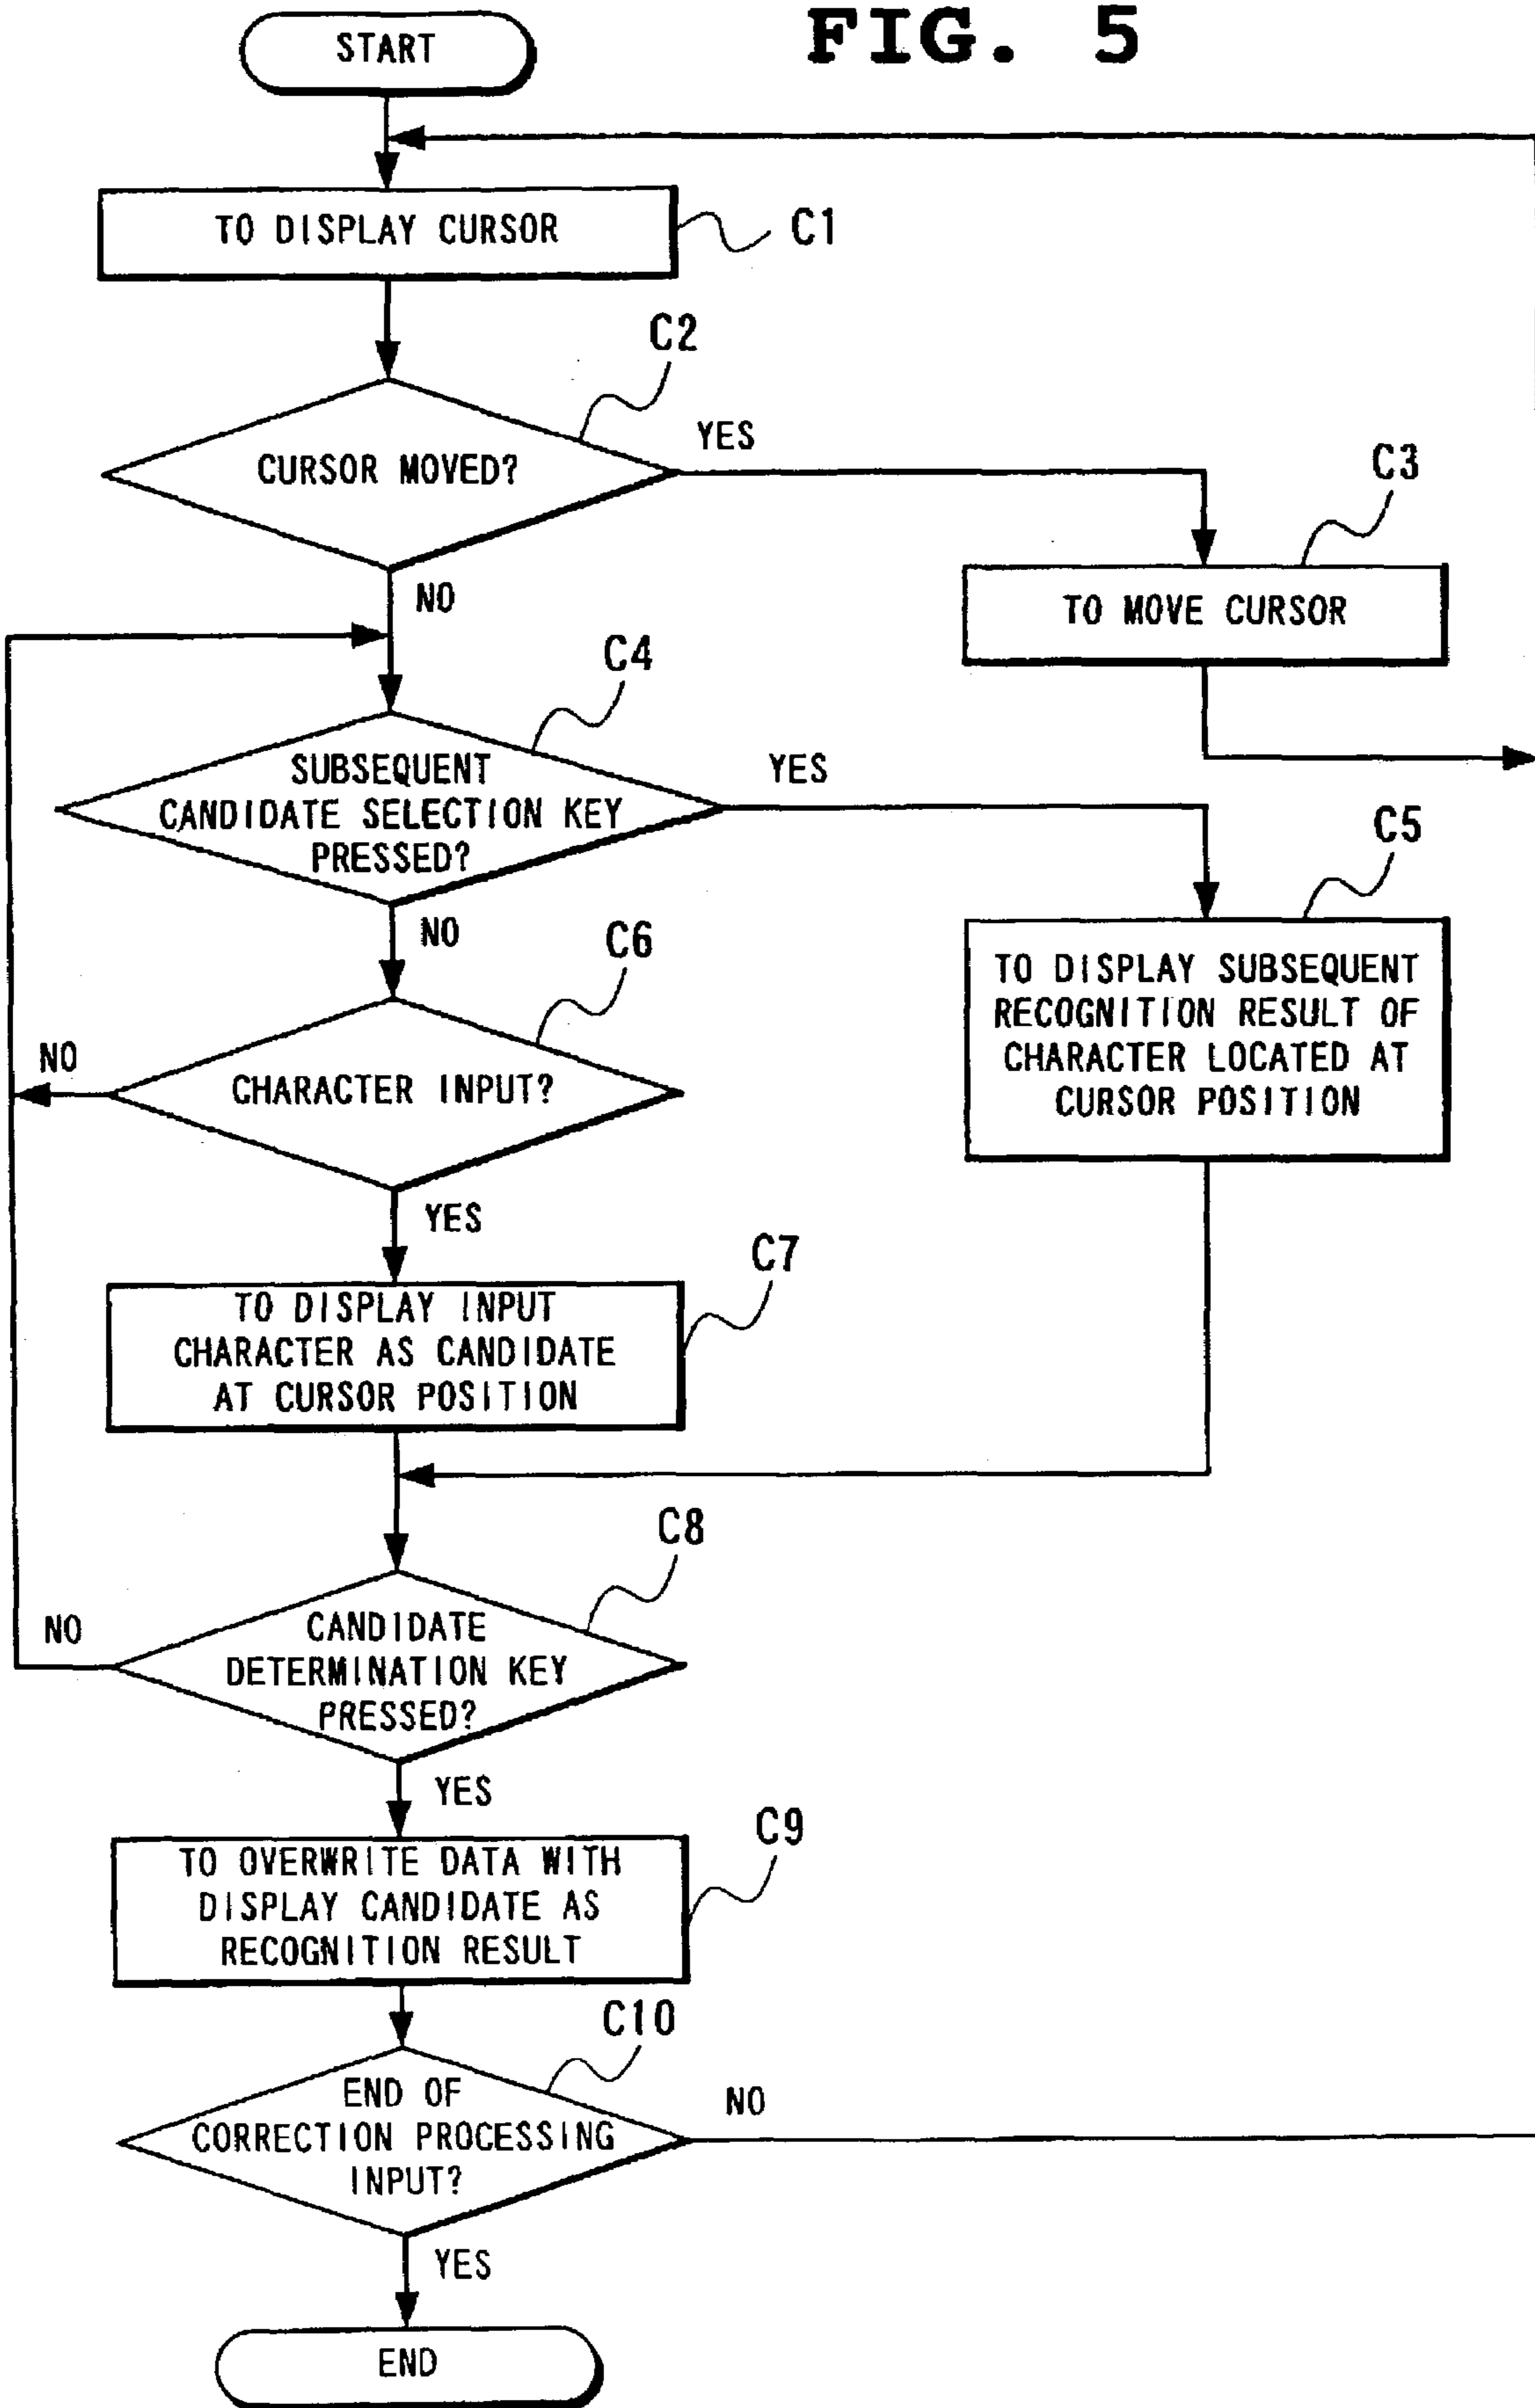 FIG. 5
START
TO DISPLAY CURSOR
C1
C2
CURSOR MOVED?
YES
NO
C3
TO MOVE CURSOR
C4
SUBSEQUENT
CANDIDATE SELECTION KEY
PRESSED?
YES
NO
C5
TO DISPLAY SUBSEQUENT
RECOGNITION RESULT OF
CHARACTER LOCATED AT
CURSOR POSITION
C6
CHARACTER INPUT?
NO
YES
C7
TO DISPLAY INPUT
CHARACTER AS CANDIDATE
AT CURSOR POSITION
C8
CANDIDATE
DETERMINATION KEY
PRESSED?
NO
YES
C9
TO OVERWRITE DATA WITH
DISPLAY CANDIDATE AS
RECOGNITION RESULT
C10
END OF
CORRECTION PROCESSING
INPUT?
NO
YES
END